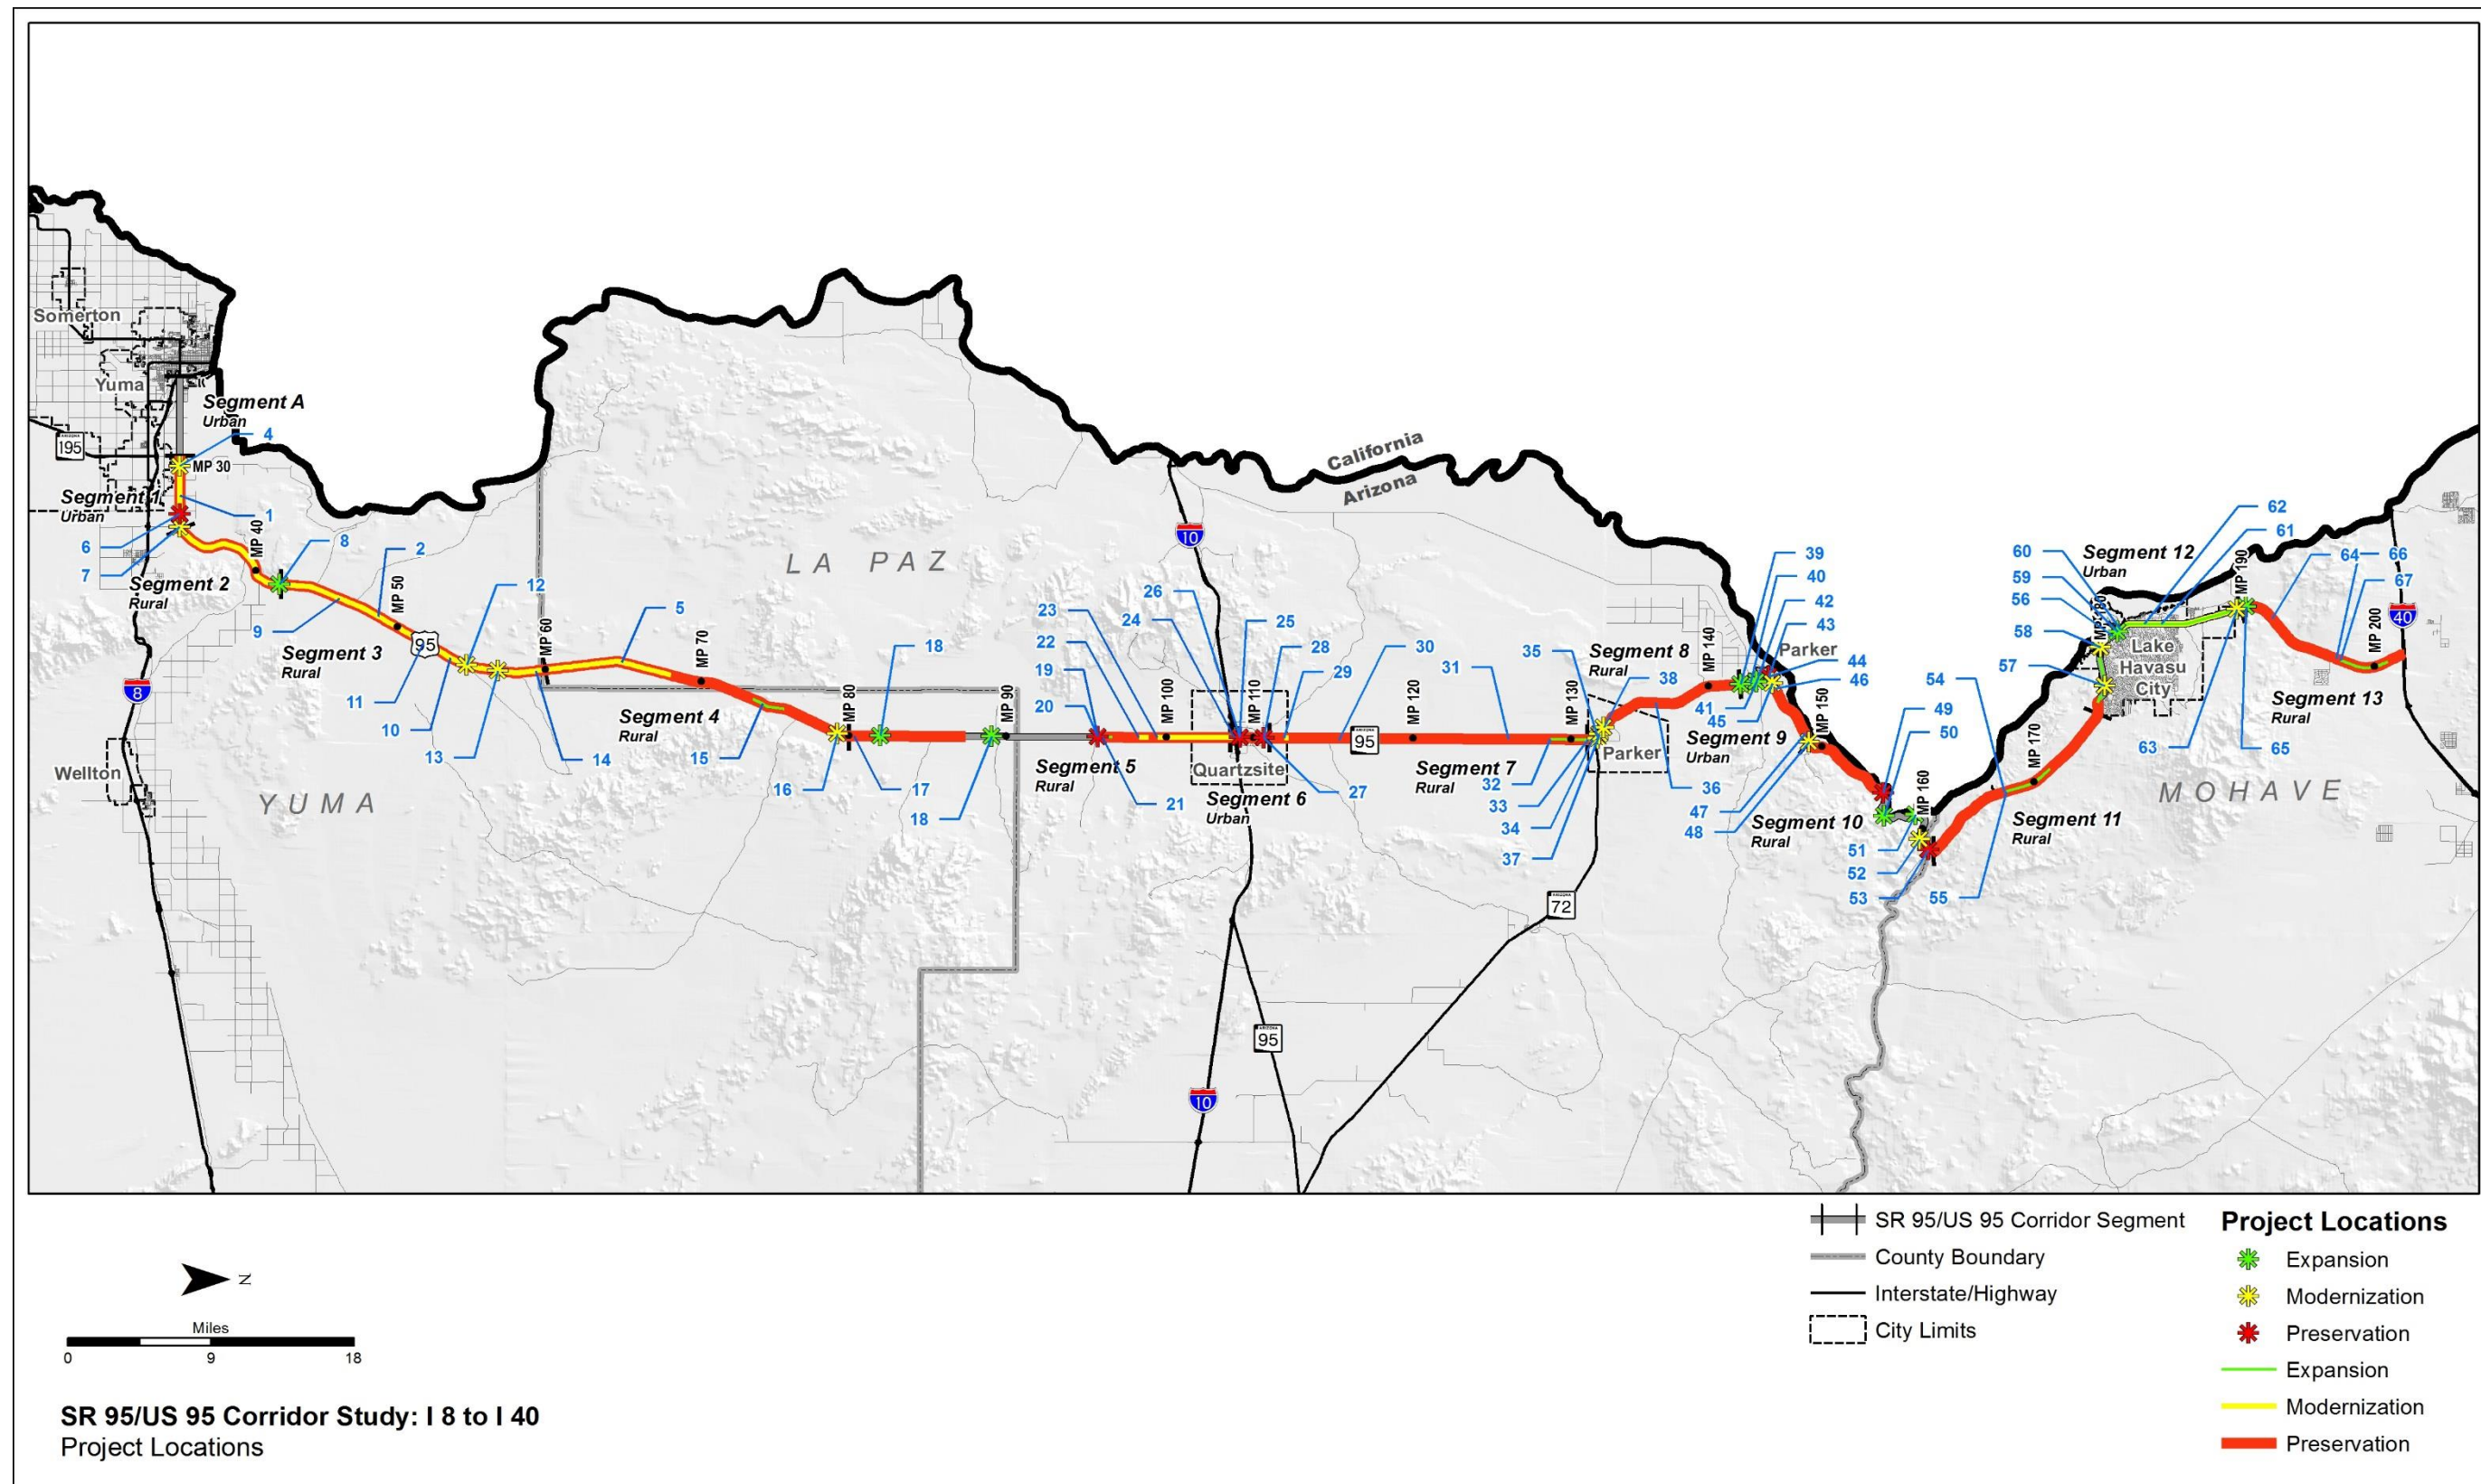 Somerton
Yuma
Segment A
Urban
4
ARIZONA
195
MP 30
Segment 1
Urban
1
6
7
MP 40
8
2
Segment 2
Rural
MP 50
12
9
Segment 3
Rural
95
11
10
13
MP 60
14
5
MP 70
8
Wellton
YUMA
LA PAZ
Segment 4
Rural
15
16
MP 80
17
18
18
MP 90
California
Arizona
10
23
22
19
20
26
24
25
28
29
30
31
MP 100
MP 110
Segment 5
Rural
21
Quartzsite
Segment 6
Urban
27
ARIZONA
95
MP 120
Segment 7
Rural
32
33
34
37
MP 130
35
Segment 8
Rural
38
Parker
36
ARIZONA
72
ARIZONA
95
10
MP 140
39
40
42
43
Parker
44
46
41
45
Segment 9
Urban
MP 150
47
48
Segment 10
Rural
49
50
MP 160
51
52
53
54
55
MP 170
Segment 11
Rural
MOHAVE
60
59
56
58
57
Segment 12
Urban
MP 180
Lake
Havasu
City
62
61
MP 190
64
66
67
63
65
MP 200
40
Segment 13
Rural
N
Miles
0
9
18
SR 95/US 95 Corridor Study: I 8 to I 40
Project Locations
SR 95/US 95 Corridor Segment
County Boundary
Interstate/Highway
City Limits
Project Locations
Expansion
Modernization
Preservation
Expansion
Modernization
Preservation